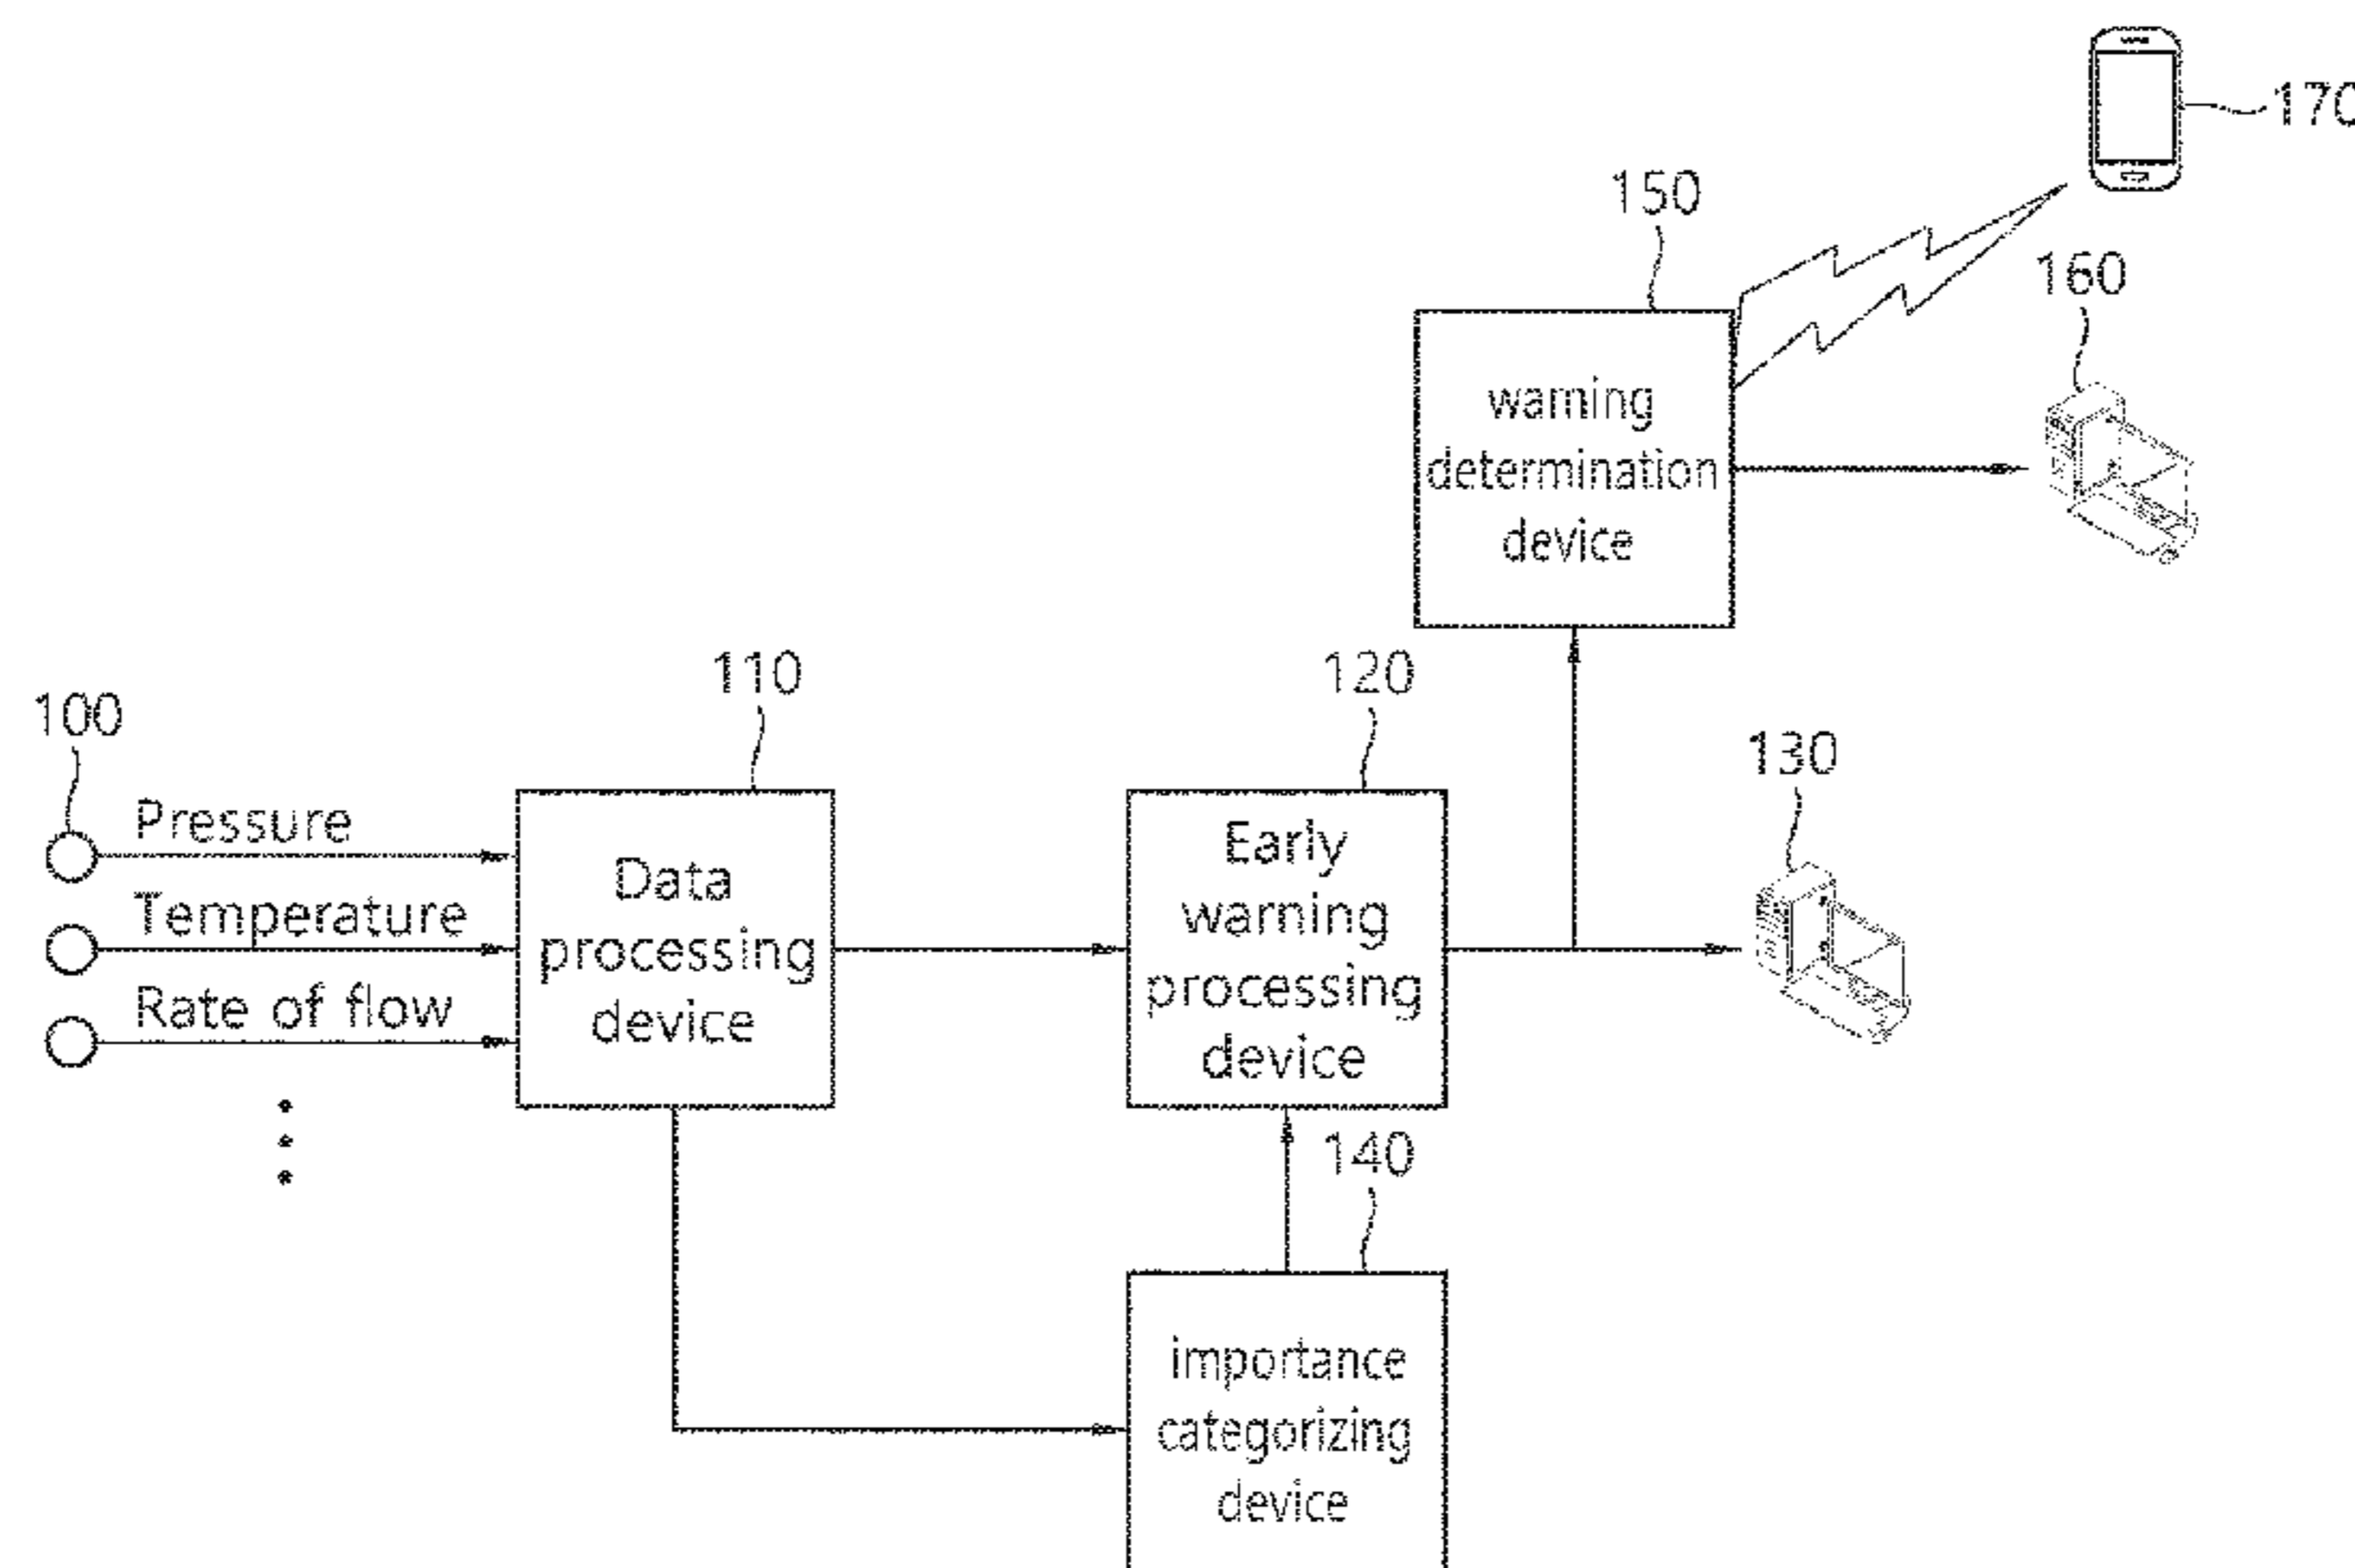 170
150
160
warning
determination
device
110
120
100
130
Pressure
Temperature
Rate of flow
Data
processing
device
Early
warning
processing
device
140
importance
categorizing
device